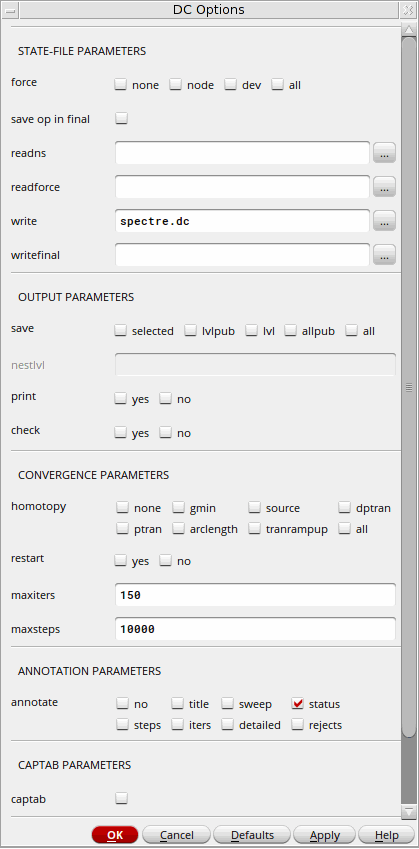 DC Options
STATE-FILE PARAMETERS
force none node dev all
save op in final
readns ...
readforce ...
write spectre.dc ...
writefinal ...
OUTPUT PARAMETERS
save selected lvlpub lvl allpub all
nestlvl
print yes no
check yes no
CONVERGENCE PARAMETERS
homotopy none gmin source dptran
ptran arclength tranrampup all
restart yes no
maxiters 150
maxsteps 10000
ANNOTATION PARAMETERS
annotate no title sweep status
steps iters detailed rejects
CAPTAB PARAMETERS
captab
OK Cancel Defaults Apply Help